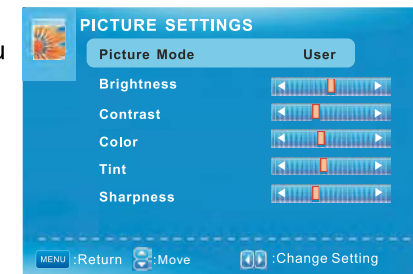 PICTURE SETTINGS
Picture Mode User
Brightness
Contrast
Color
Tint
Sharpness
MENU :Return :Move :Change Setting